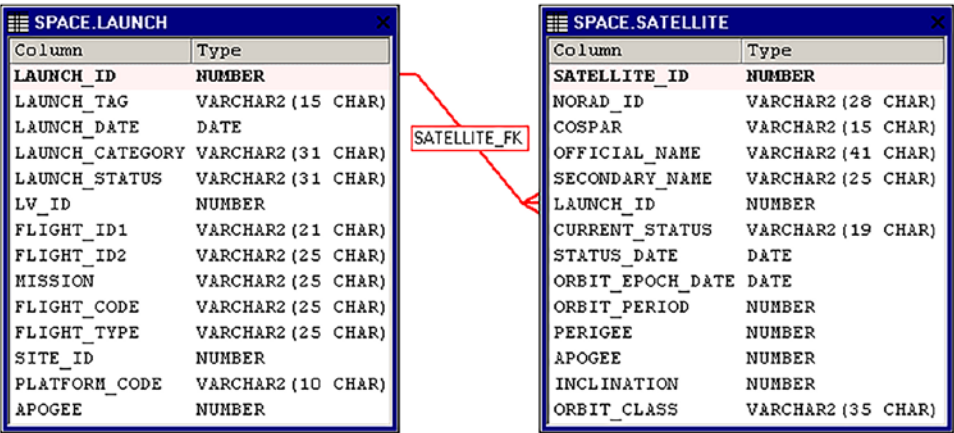 SPACE.LAUNCH
Column Type
LAUNCH_ID NUMBER
LAUNCH_TAG VARCHAR2(15 CHAR)
LAUNCH_DATE DATE
LAUNCH_CATEGORY VARCHAR2(31 CHAR)
LAUNCH_STATUS VARCHAR2(31 CHAR)
LV_ID NUMBER
FLIGHT_ID1 VARCHAR2(21 CHAR)
FLIGHT_ID2 VARCHAR2(25 CHAR)
MISSION VARCHAR2(25 CHAR)
FLIGHT_CODE VARCHAR2(25 CHAR)
FLIGHT_TYPE VARCHAR2(25 CHAR)
SITE_ID NUMBER
PLATFORM_CODE VARCHAR2(10 CHAR)
APOGEE NUMBER
SATELLITE_FK
SPACE.SATELLITE
Column Type
SATELLITE_ID NUMBER
NORAD_ID VARCHAR2(28 CHAR)
COSPAR VARCHAR2(15 CHAR)
OFFICIAL_NAME VARCHAR2(41 CHAR)
SECONDARY_NAME VARCHAR2(25 CHAR)
LAUNCH_ID NUMBER
CURRENT_STATUS VARCHAR2(19 CHAR)
STATUS_DATE DATE
ORBIT_EPOCH_DATE DATE
ORBIT_PERIOD NUMBER
PERIGEE NUMBER
APOGEE NUMBER
INCLINATION NUMBER
ORBIT_CLASS VARCHAR2(35 CHAR)